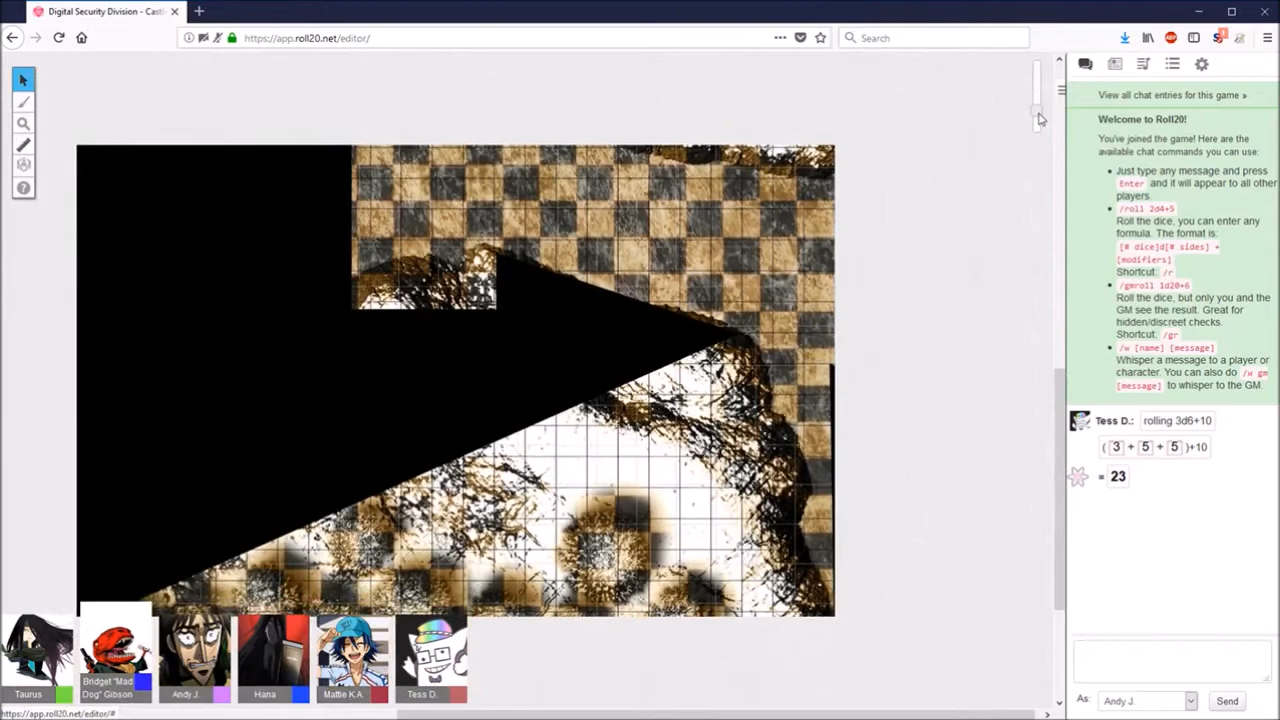 Digital Security Division - Cast
https://app.roll20.net/editor/
Search
View all chat entries for this game »
Welcome to Roll20!
You've joined the game! Here are the
available chat commands you can use:
Just type any message and press
Enter and it will appear to all other
players.
/roll 2d4+5
Roll the dice, you can enter any
formula. The format is:
[# dice]d[# sides] +
[modifiers]
Shortcut: /r
/gmroll 1d20+6
Roll the dice, but only you and the
GM see the result. Great for
hidden/discreet checks.
Shortcut: /gr
/w [name] [message]
Whisper a message to a player or
character. You can also do /w gm
[message] to whisper to the GM.
Tess D.: rolling 3d6+10
( 3 + 5 + 5 )+10
= 23
Taurus
Bridget "Mad
Dog" Gibson
Andy J.
Hana
Mattie K.A.
Tess D.
As: Andy J. Send
https://app.roll20.net/editor/#